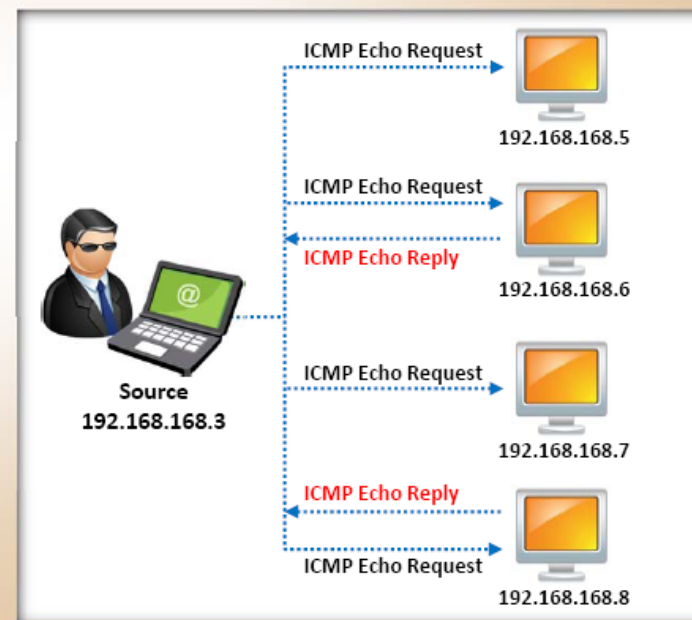 ICMP Echo Request
192.168.168.5
ICMP Echo Request
ICMP Echo Reply
192.168.168.6
@
Source
192.168.168.3
ICMP Echo Request
192.168.168.7
ICMP Echo Reply
ICMP Echo Request
192.168.168.8